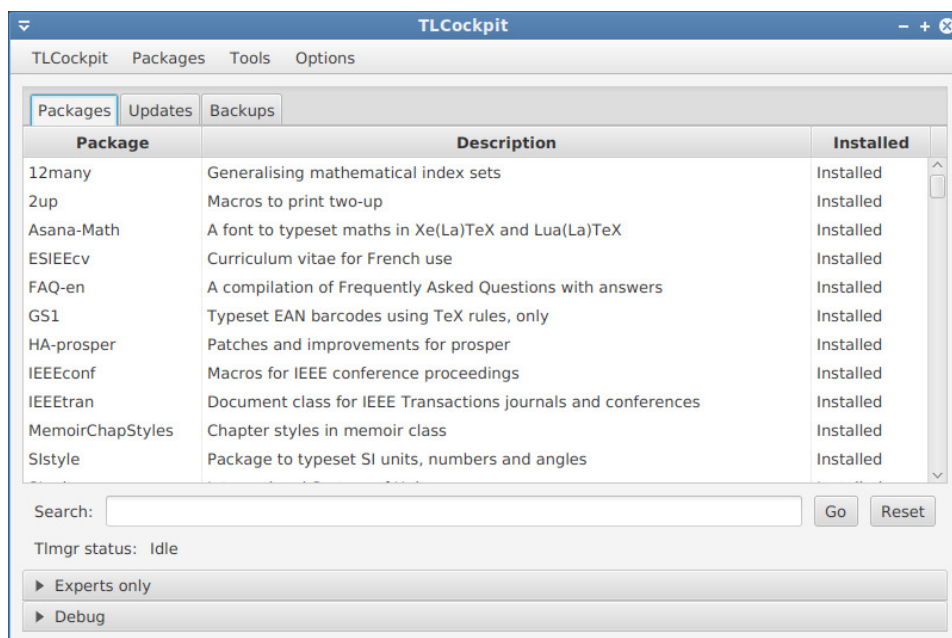 TLCockpit
TLCockpit Packages Tools Options
Packages Updates Backups
Package Description Installed
12many Generalising mathematical index sets Installed
2up Macros to print two-up Installed
Asana-Math A font to typeset maths in Xe(La)TeX and Lua(La)TeX Installed
ESIEEcv Curriculum vitae for French use Installed
FAQ-en A compilation of Frequently Asked Questions with answers Installed
GS1 Typeset EAN barcodes using TeX rules, only Installed
HA-prosper Patches and improvements for prosper Installed
IEEEconf Macros for IEEE conference proceedings Installed
IEEEtran Document class for IEEE Transactions journals and conferences Installed
MemoirChapStyles Chapter styles in memoir class Installed
SIstyle Package to typeset SI units, numbers and angles Installed
Search: Go Reset
Tlmgr status: Idle
Experts only
Debug